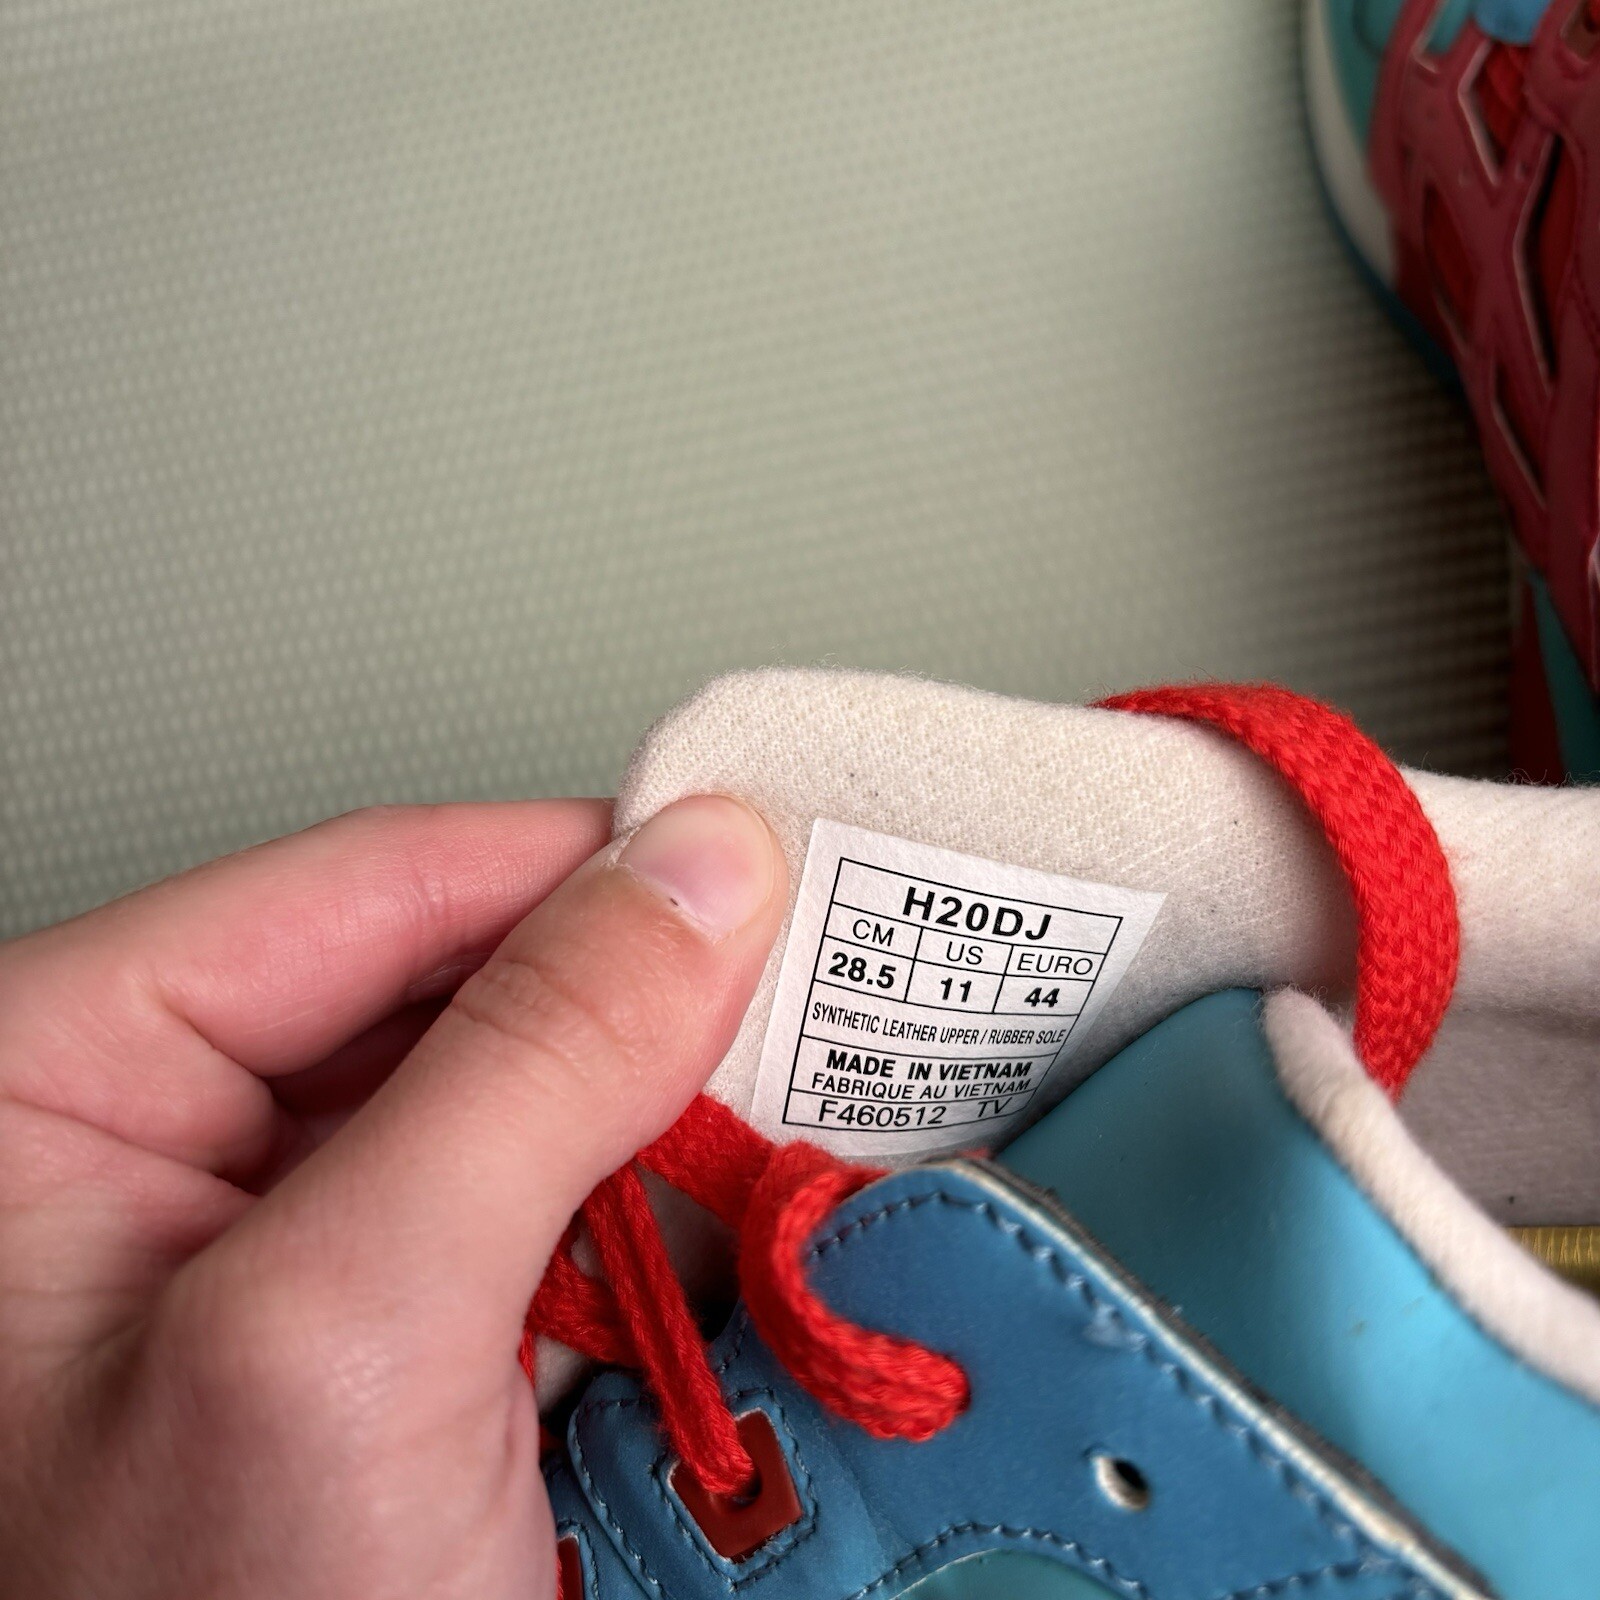 H20DJ
CM US EURO
28.5 11 44
SYNTHETIC LEATHER UPPER / RUBBER SOLE
MADE IN VIETNAM
FABRIQUE AU VIETNAM
F460512 TV